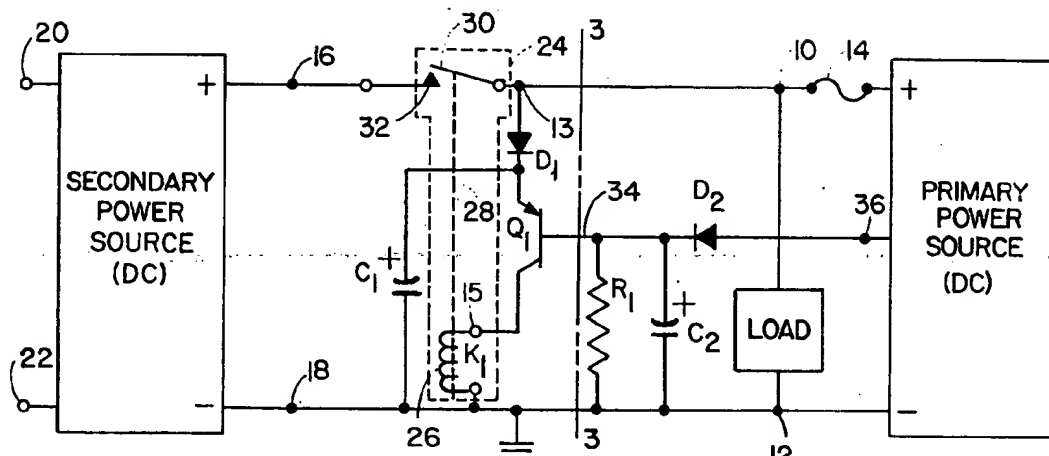 20
16
30
24
3
10
14
+
+
32
13
D1
SECONDARY
POWER
SOURCE
(DC)
28
Q1
34
D2
36
PRIMARY
POWER
SOURCE
(DC)
+
C1
15
K1
R1
+
C2
LOAD
22
18
−
26
3
12
−